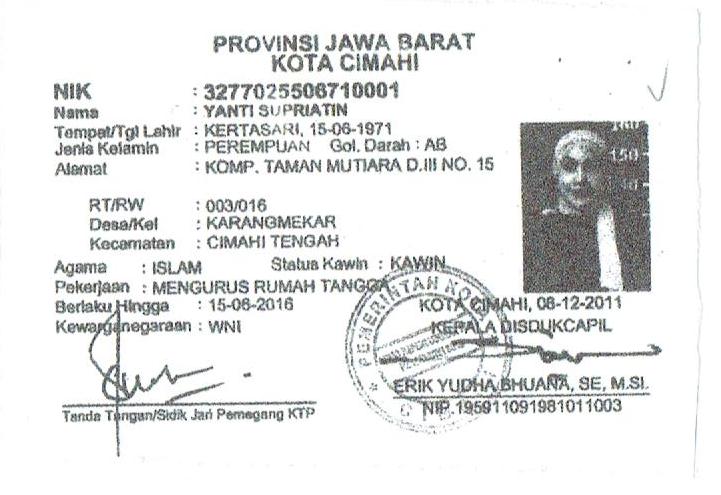 PROVINSI JAWA BARAT
KOTA CIMAHI
NIK : 3277025506710001
Nama : YANTI SUPRIATIN
Tempat/Tgl Lahir : KERTASARI, 15-06-1971
Jenis Kelamin : PEREMPUAN Gol. Darah : AB
Alamat : KOMP. TAMAN MUTIARA D.III NO. 15
RT/RW : 003/016
Desa/Kel : KARANGMEKAR
Kecamatan : CIMAHI TENGAH
Agama : ISLAM Status Kawin : KAWIN
Pekerjaan : MENGURUS RUMAH TANGGA
Berlaku Hingga : 15-06-2016
Kewarganegaraan : WNI
160
150
KOTA CIMAHI, 08-12-2011
KEPALA DISDUKCAPIL
PEMERINTAH KO
ERIK YUDHA BHUANA, SE, M.SI.
NIP.195911091981011003
Tanda Tangan/Sidik Jari Pemegang KTP